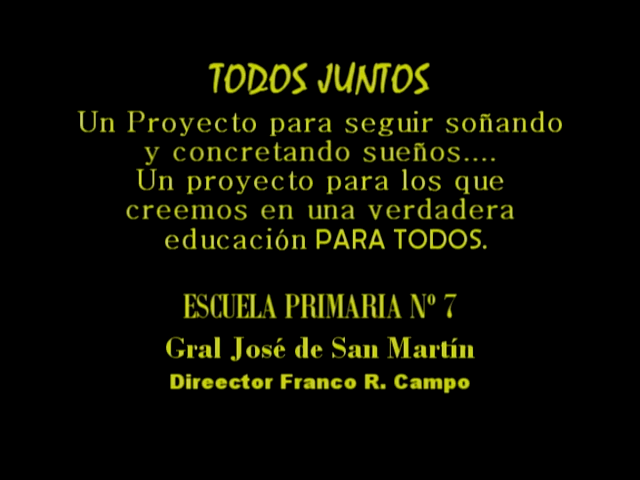 TODOS JUNTOS
Un Proyecto para seguir soñando
y concretando sueños....
Un proyecto para los que
creemos en una verdadera
educación PARA TODOS.
ESCUELA PRIMARIA Nº 7
Gral José de San Martín
Direector Franco R. Campo